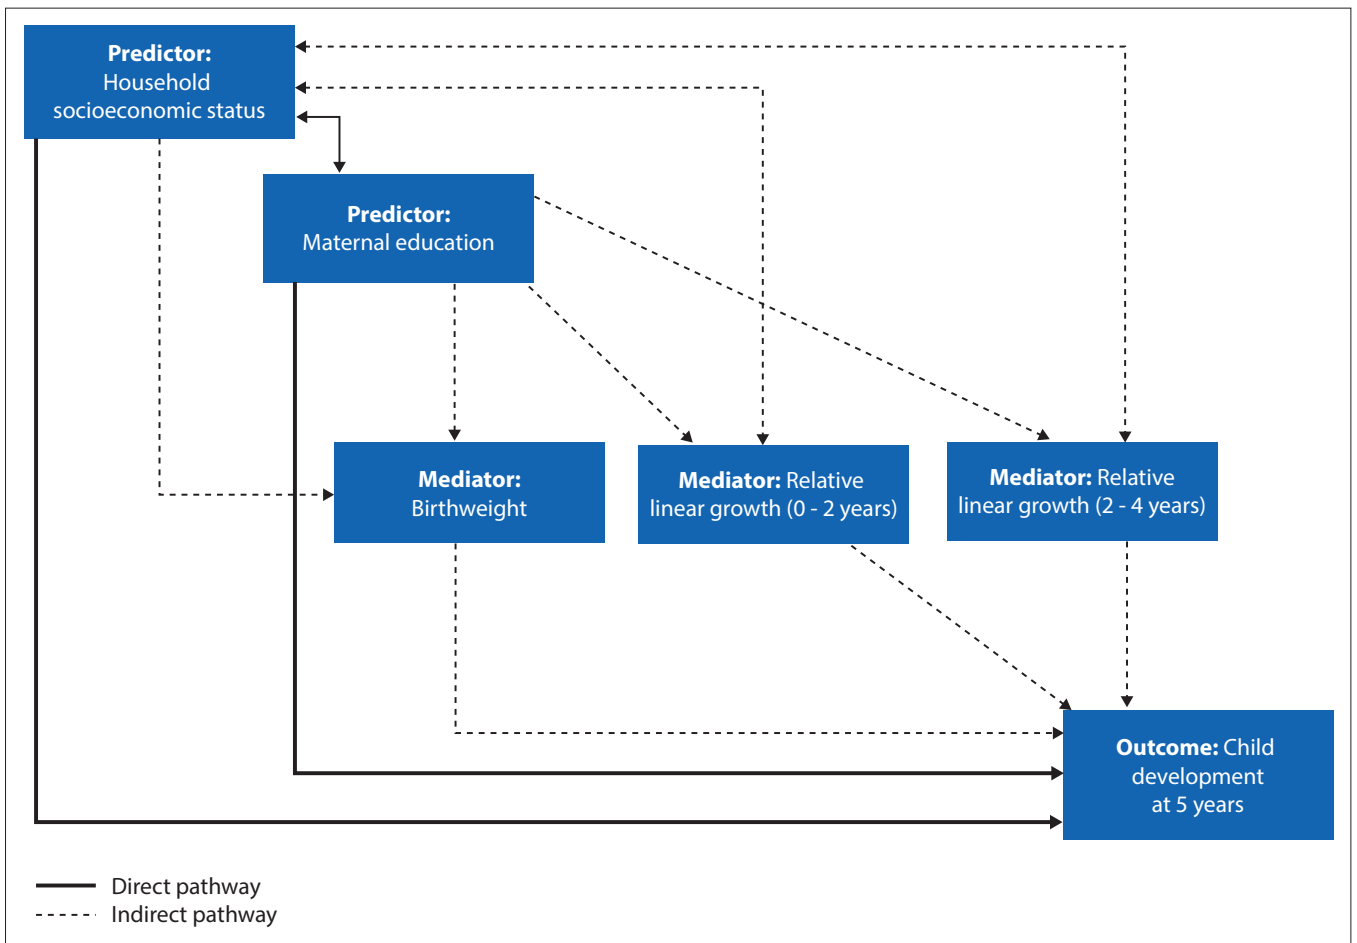 Predictor:
Household
socioeconomic status
Predictor:
Maternal education
Mediator:
Birthweight
Mediator: Relative
linear growth (0 - 2 years)
Mediator: Relative
linear growth (2 - 4 years)
Outcome: Child
development
at 5 years
Direct pathway
Indirect pathway